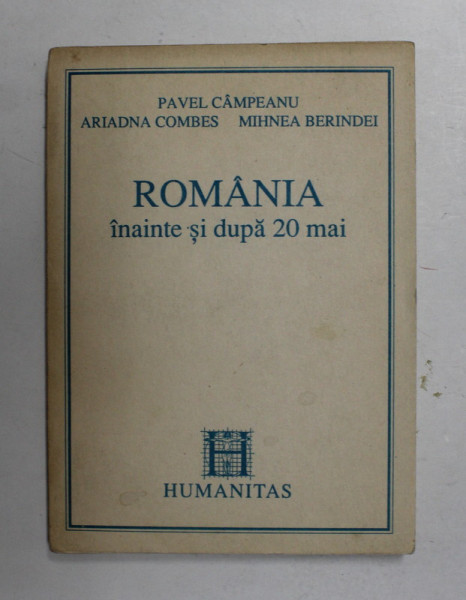 PAVEL CÂMPEANU
ARIADNA COMBES MIHNEA BERINDEI
ROMÂNIA
înainte și după 20 mai
H
HUMANITAS